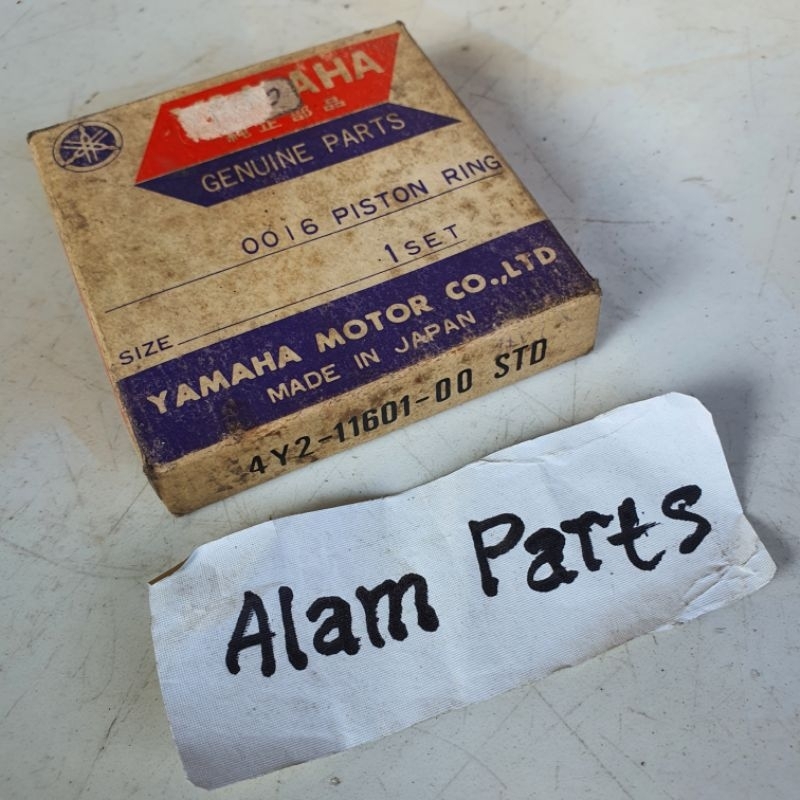 YAMAHA
純正部品
GENUINE PARTS
0016 PISTON RING
1 SET
SIZE
YAMAHA MOTOR CO.,LTD
MADE IN JAPAN
4Y2-11601-00 STD
Alam Parts